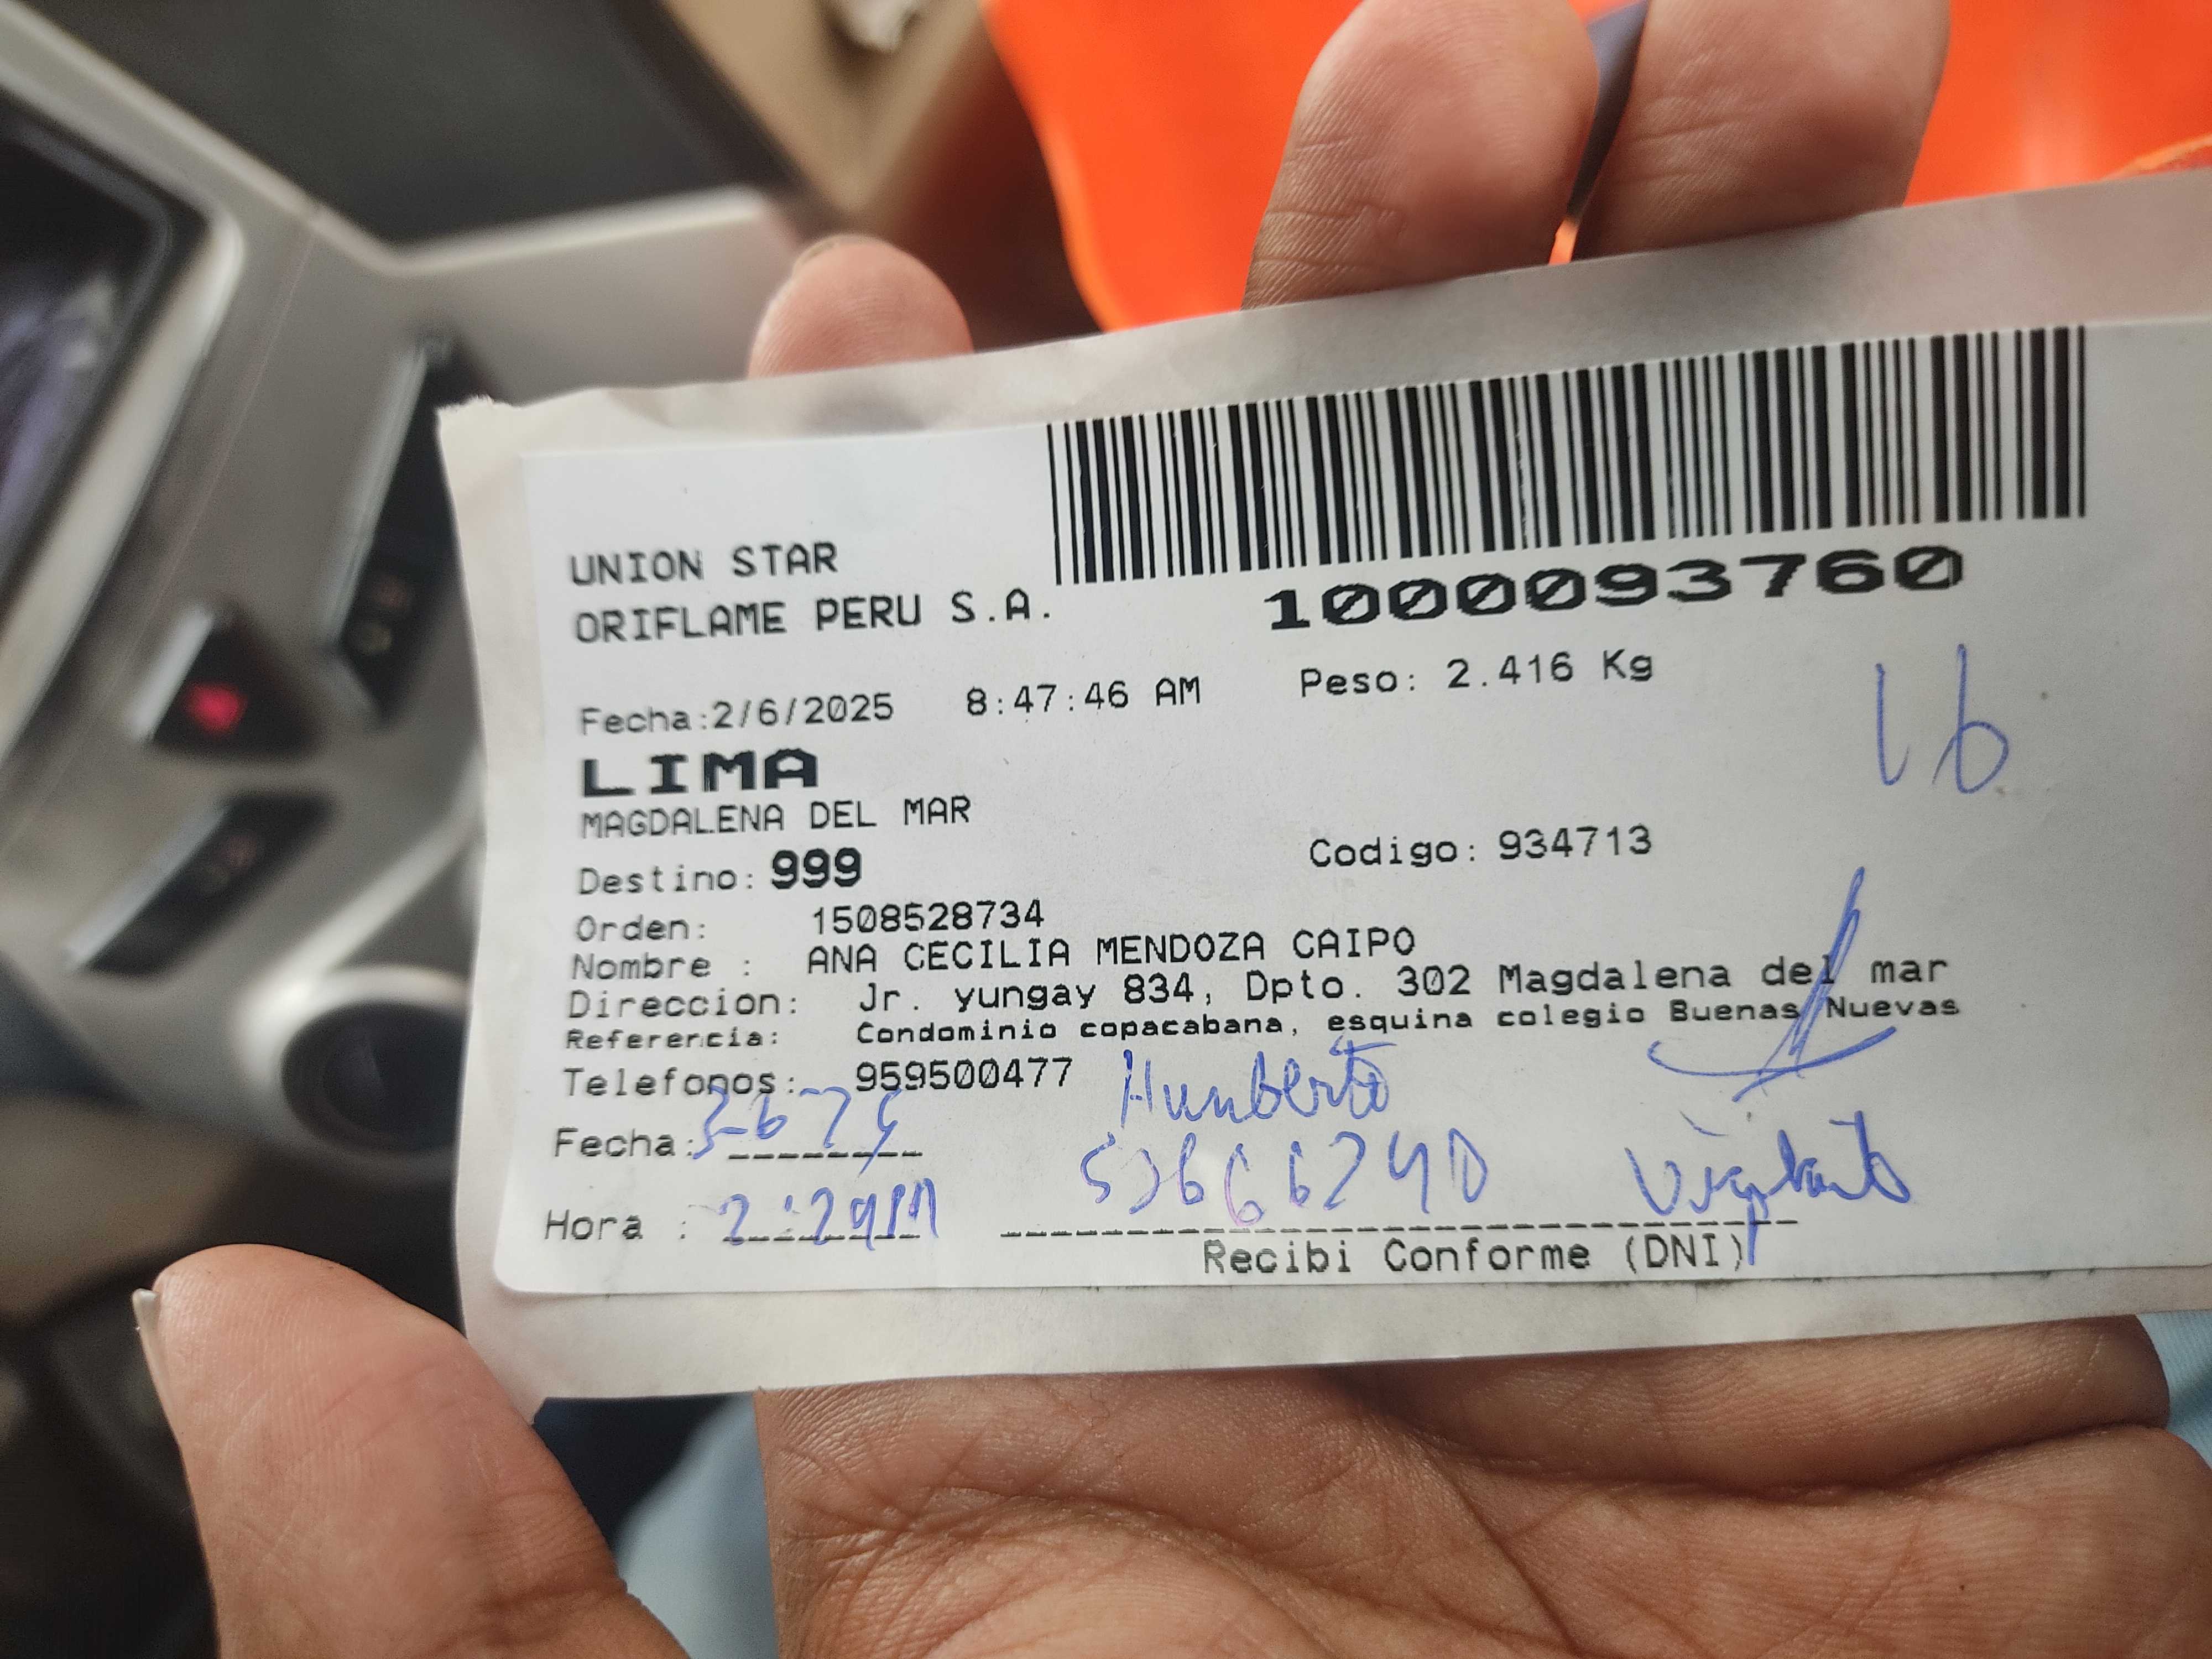 UNION STAR
ORIFLAME PERU S.A.
1000093760
Fecha:2/6/2025 8:47:46 AM Peso: 2.416 Kg
16
LIMA
MAGDALENA DEL MAR
Destino: 999 Codigo: 934713
Orden: 1508528734
Nombre : ANA CECILIA MENDOZA CAIPO
Direccion: Jr. yungay 834, Dpto. 302 Magdalena del mar
Referencia: Condominio copacabana, esquina colegio Buenas Nuevas
Telefonos: 959500477
Humberto
Fecha:
Hora :
Recibi Conforme (DNI)